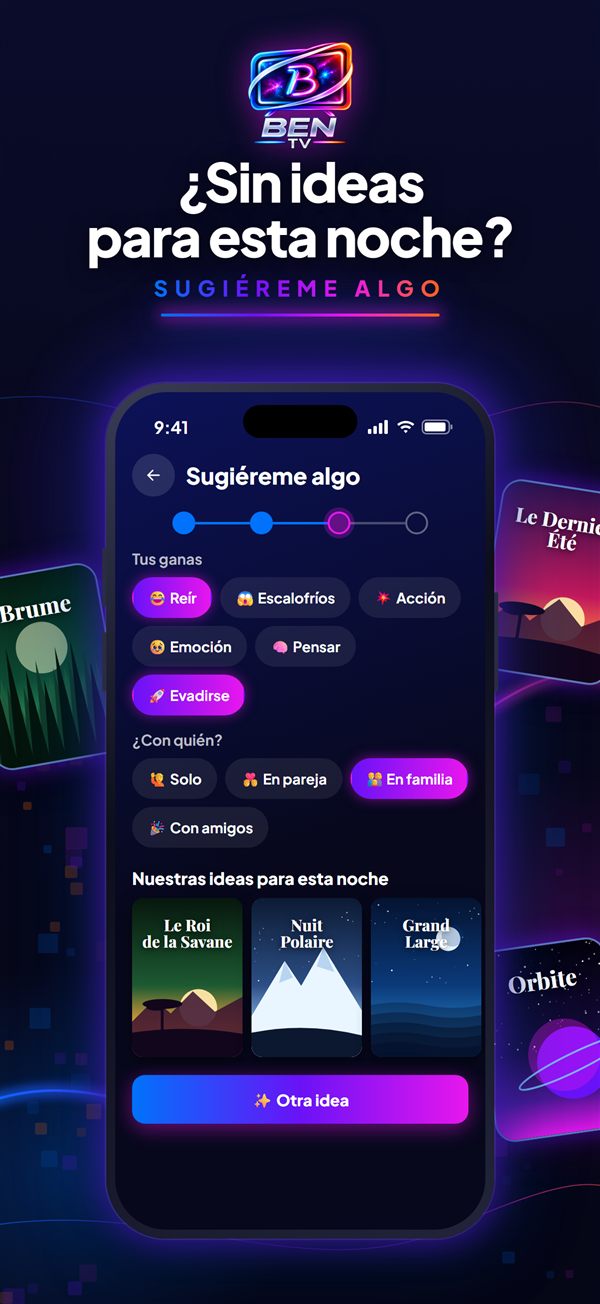 B
BEN
TV
¿Sin ideas
para esta noche?
SUGIÉREME ALGO
9:41
Sugiéreme algo
Tus ganas
😂 Reír
😱 Escalofríos
💥 Acción
🥹 Emoción
🧠 Pensar
🚀 Evadirse
¿Con quién?
🙋 Solo
💑 En pareja
👨‍👩‍👧‍👦 En familia
🎉 Con amigos
Nuestras ideas para esta noche
Le Roi
de la Savane
Nuit
Polaire
Grand
Large
✨ Otra idea
Brume
Le Dernie
Été
Orbite